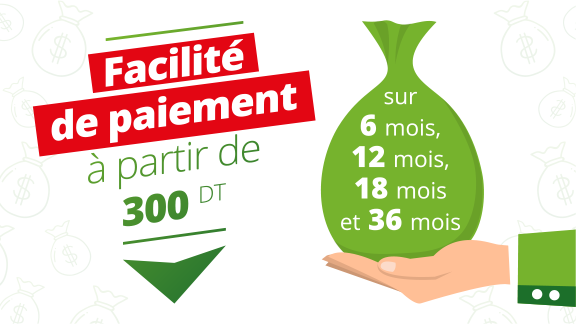 Facilité
de paiement
à partir de
300 DT
sur
6 mois,
12 mois,
18 mois
et 36 mois